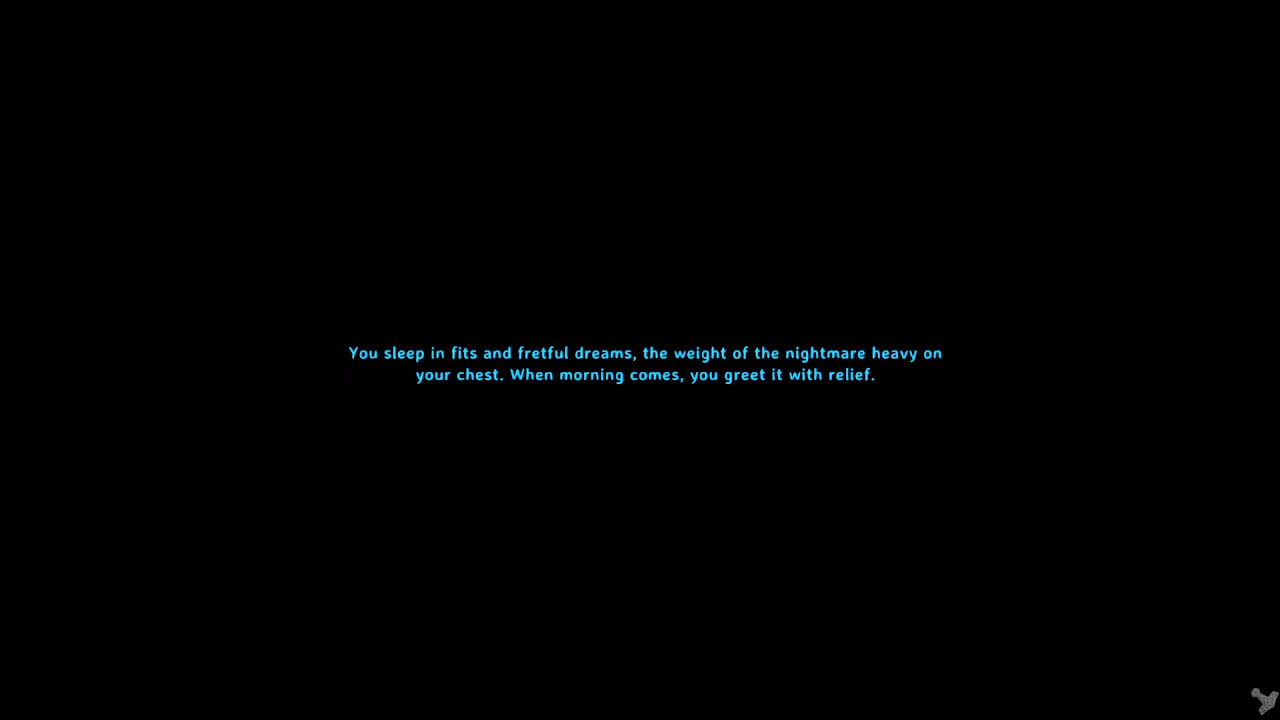 You sleep in fits and fretful dreams, the weight of the nightmare heavy on
your chest. When morning comes, you greet it with relief.